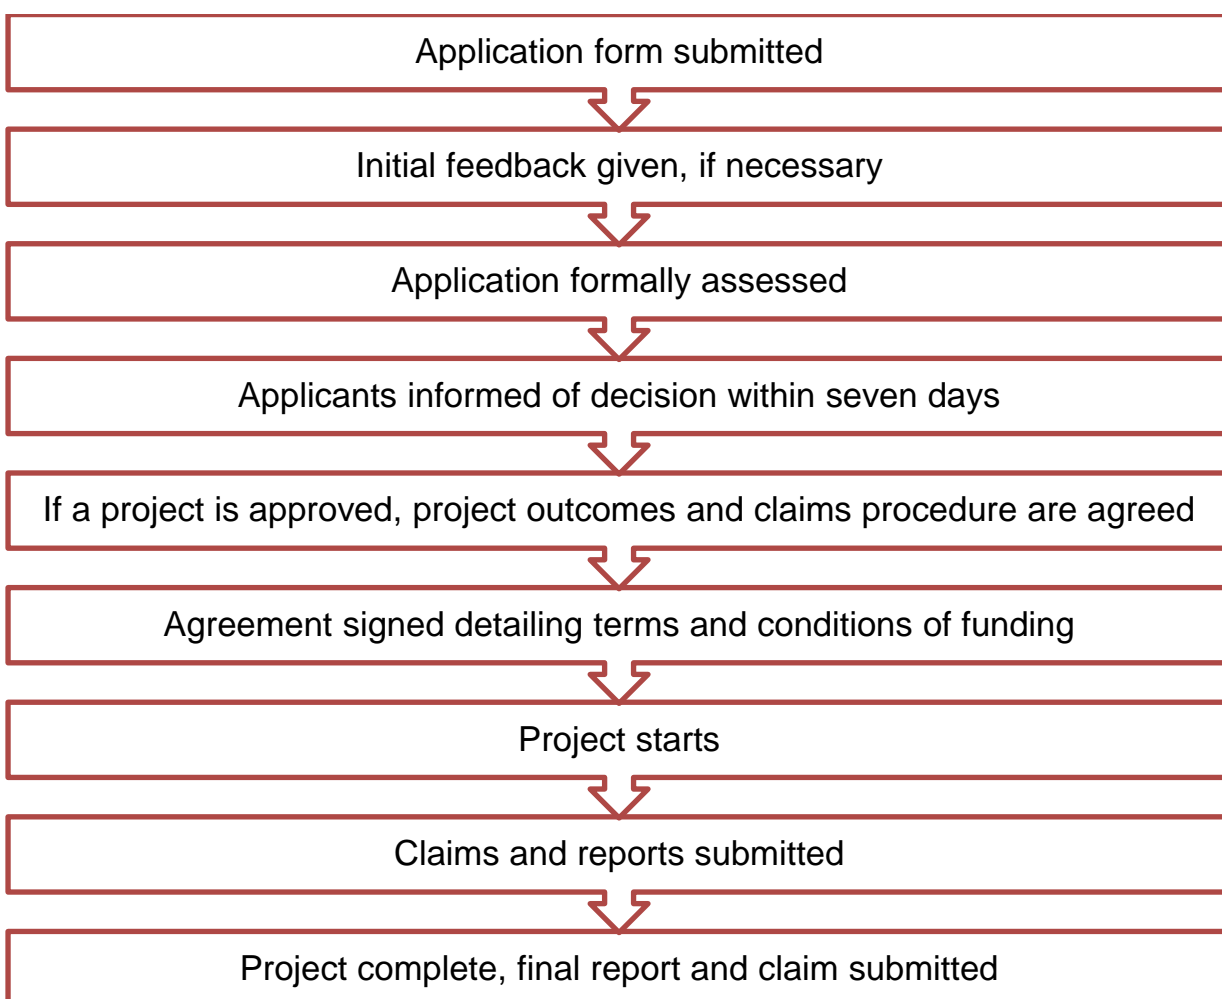 Application form submitted
Initial feedback given, if necessary
Application formally assessed
Applicants informed of decision within seven days
If a project is approved, project outcomes and claims procedure are agreed
Agreement signed detailing terms and conditions of funding
Project starts
Claims and reports submitted
Project complete, final report and claim submitted